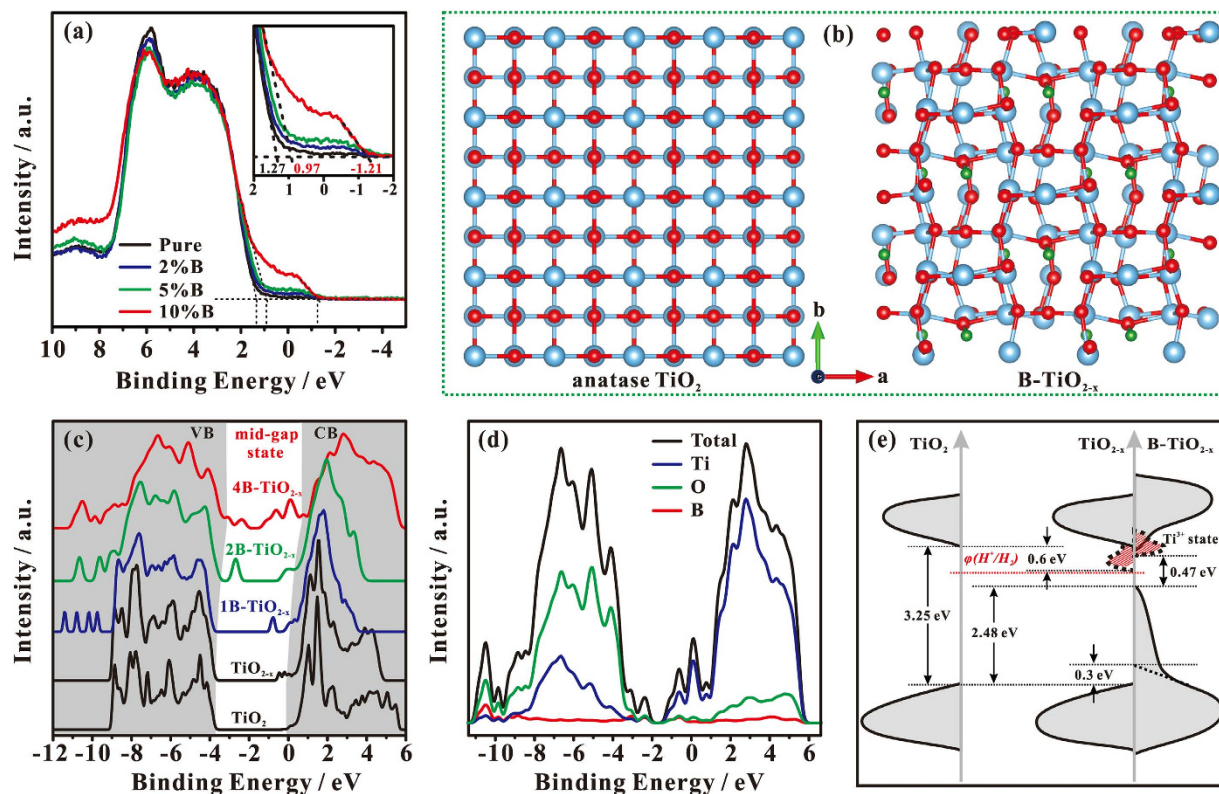 (a)
Intensity / a.u.
Pure
2%B
5%B
10%B
1.27 0.97 -1.21
2 1 0 -1 -2
10 8 6 4 2 0 -2 -4
Binding Energy / eV
(b)
b
a
anatase TiO2
B-TiO2-x
(c)
Intensity / a.u.
VB
mid-gap
state
CB
4B-TiO2-x
2B-TiO2-x
1B-TiO2-x
TiO2-x
TiO2
-12 -10 -8 -6 -4 -2 0 2 4 6
Binding Energy / eV
(d)
Intensity / a.u.
Total
Ti
O
B
-10 -8 -6 -4 -2 0 2 4 6
Binding Energy / eV
(e)
TiO2
TiO2-x
B-TiO2-x
φ(H+/H2)
0.6 eV
Ti3+ state
0.47 eV
3.25 eV
2.48 eV
0.3 eV